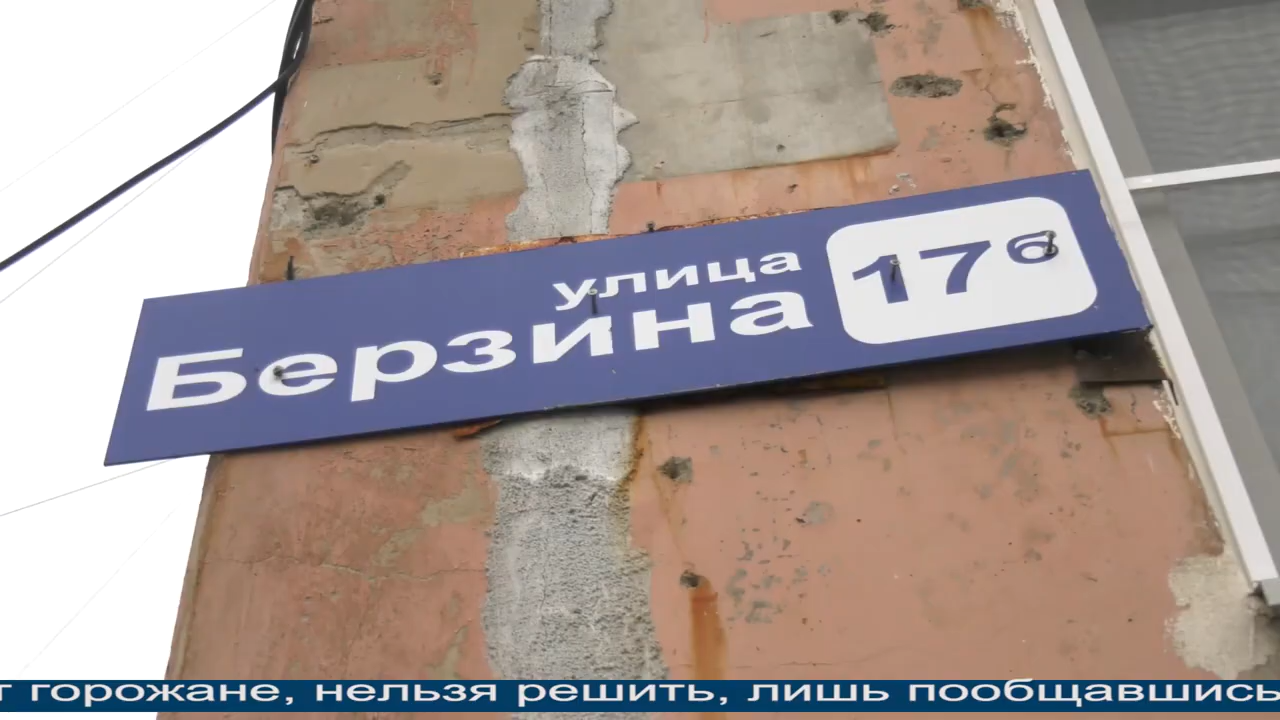 улица
Берзина
17б
т горожане, нельзя решить, лишь пообщавшись